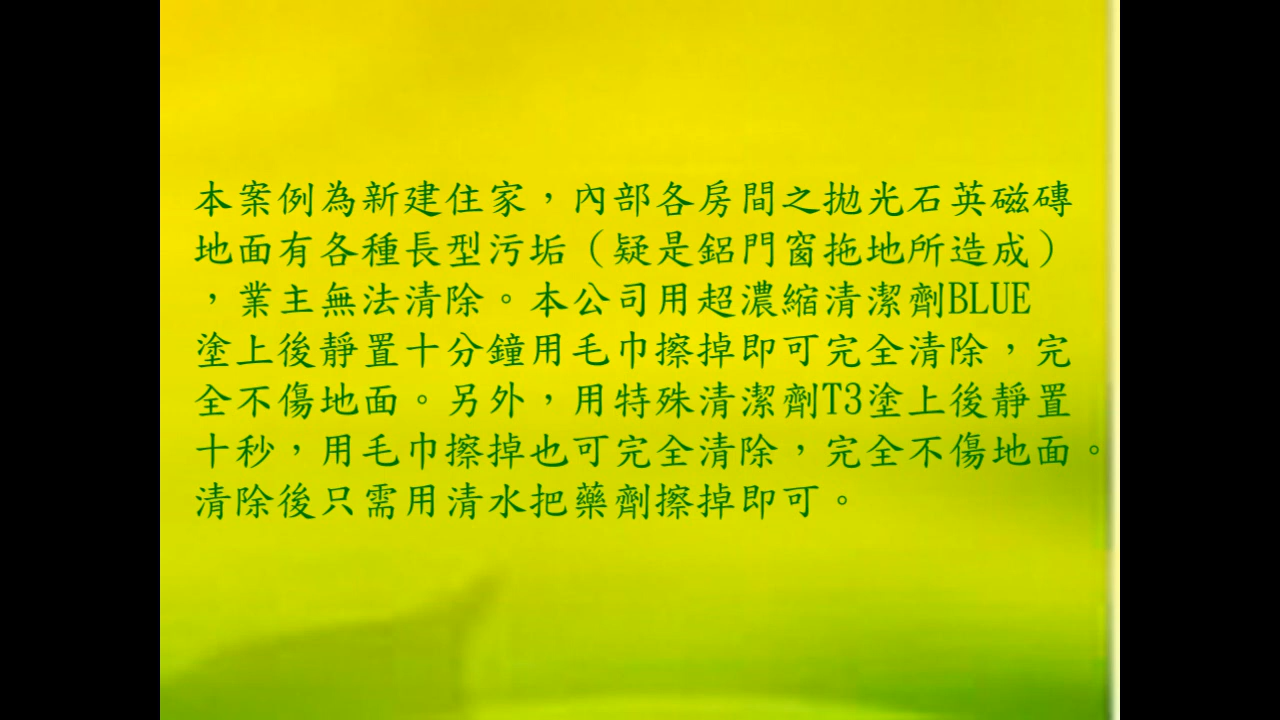 本案例為新建住家，內部各房間之拋光石英磁磚
地面有各種長型污垢（疑是鋁門窗拖地所造成）
，業主無法清除。本公司用超濃縮清潔劑BLUE
塗上後靜置十分鐘用毛巾擦掉即可完全清除，完
全不傷地面。另外，用特殊清潔劑T3塗上後靜置
十秒，用毛巾擦掉也可完全清除，完全不傷地面。
清除後只需用清水把藥劑擦掉即可。